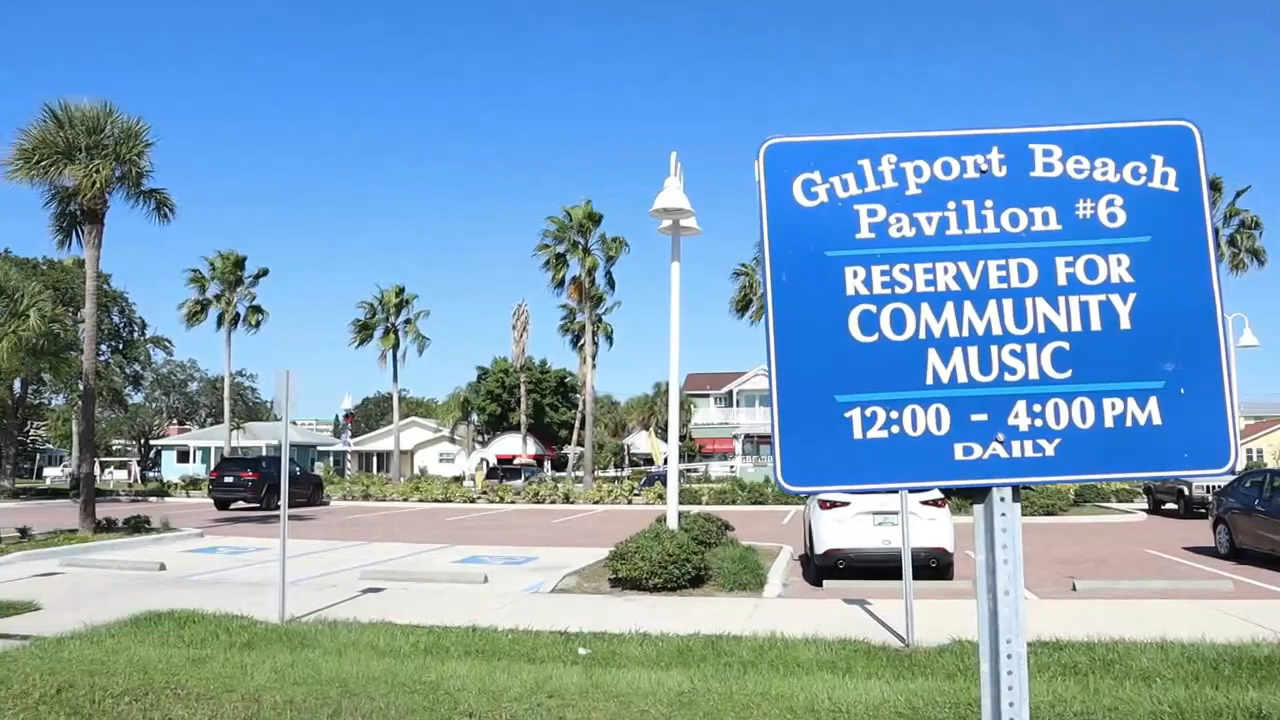 Gulfport Beach
Pavilion #6
RESERVED FOR
COMMUNITY
MUSIC
12:00 - 4:00 PM
DAILY